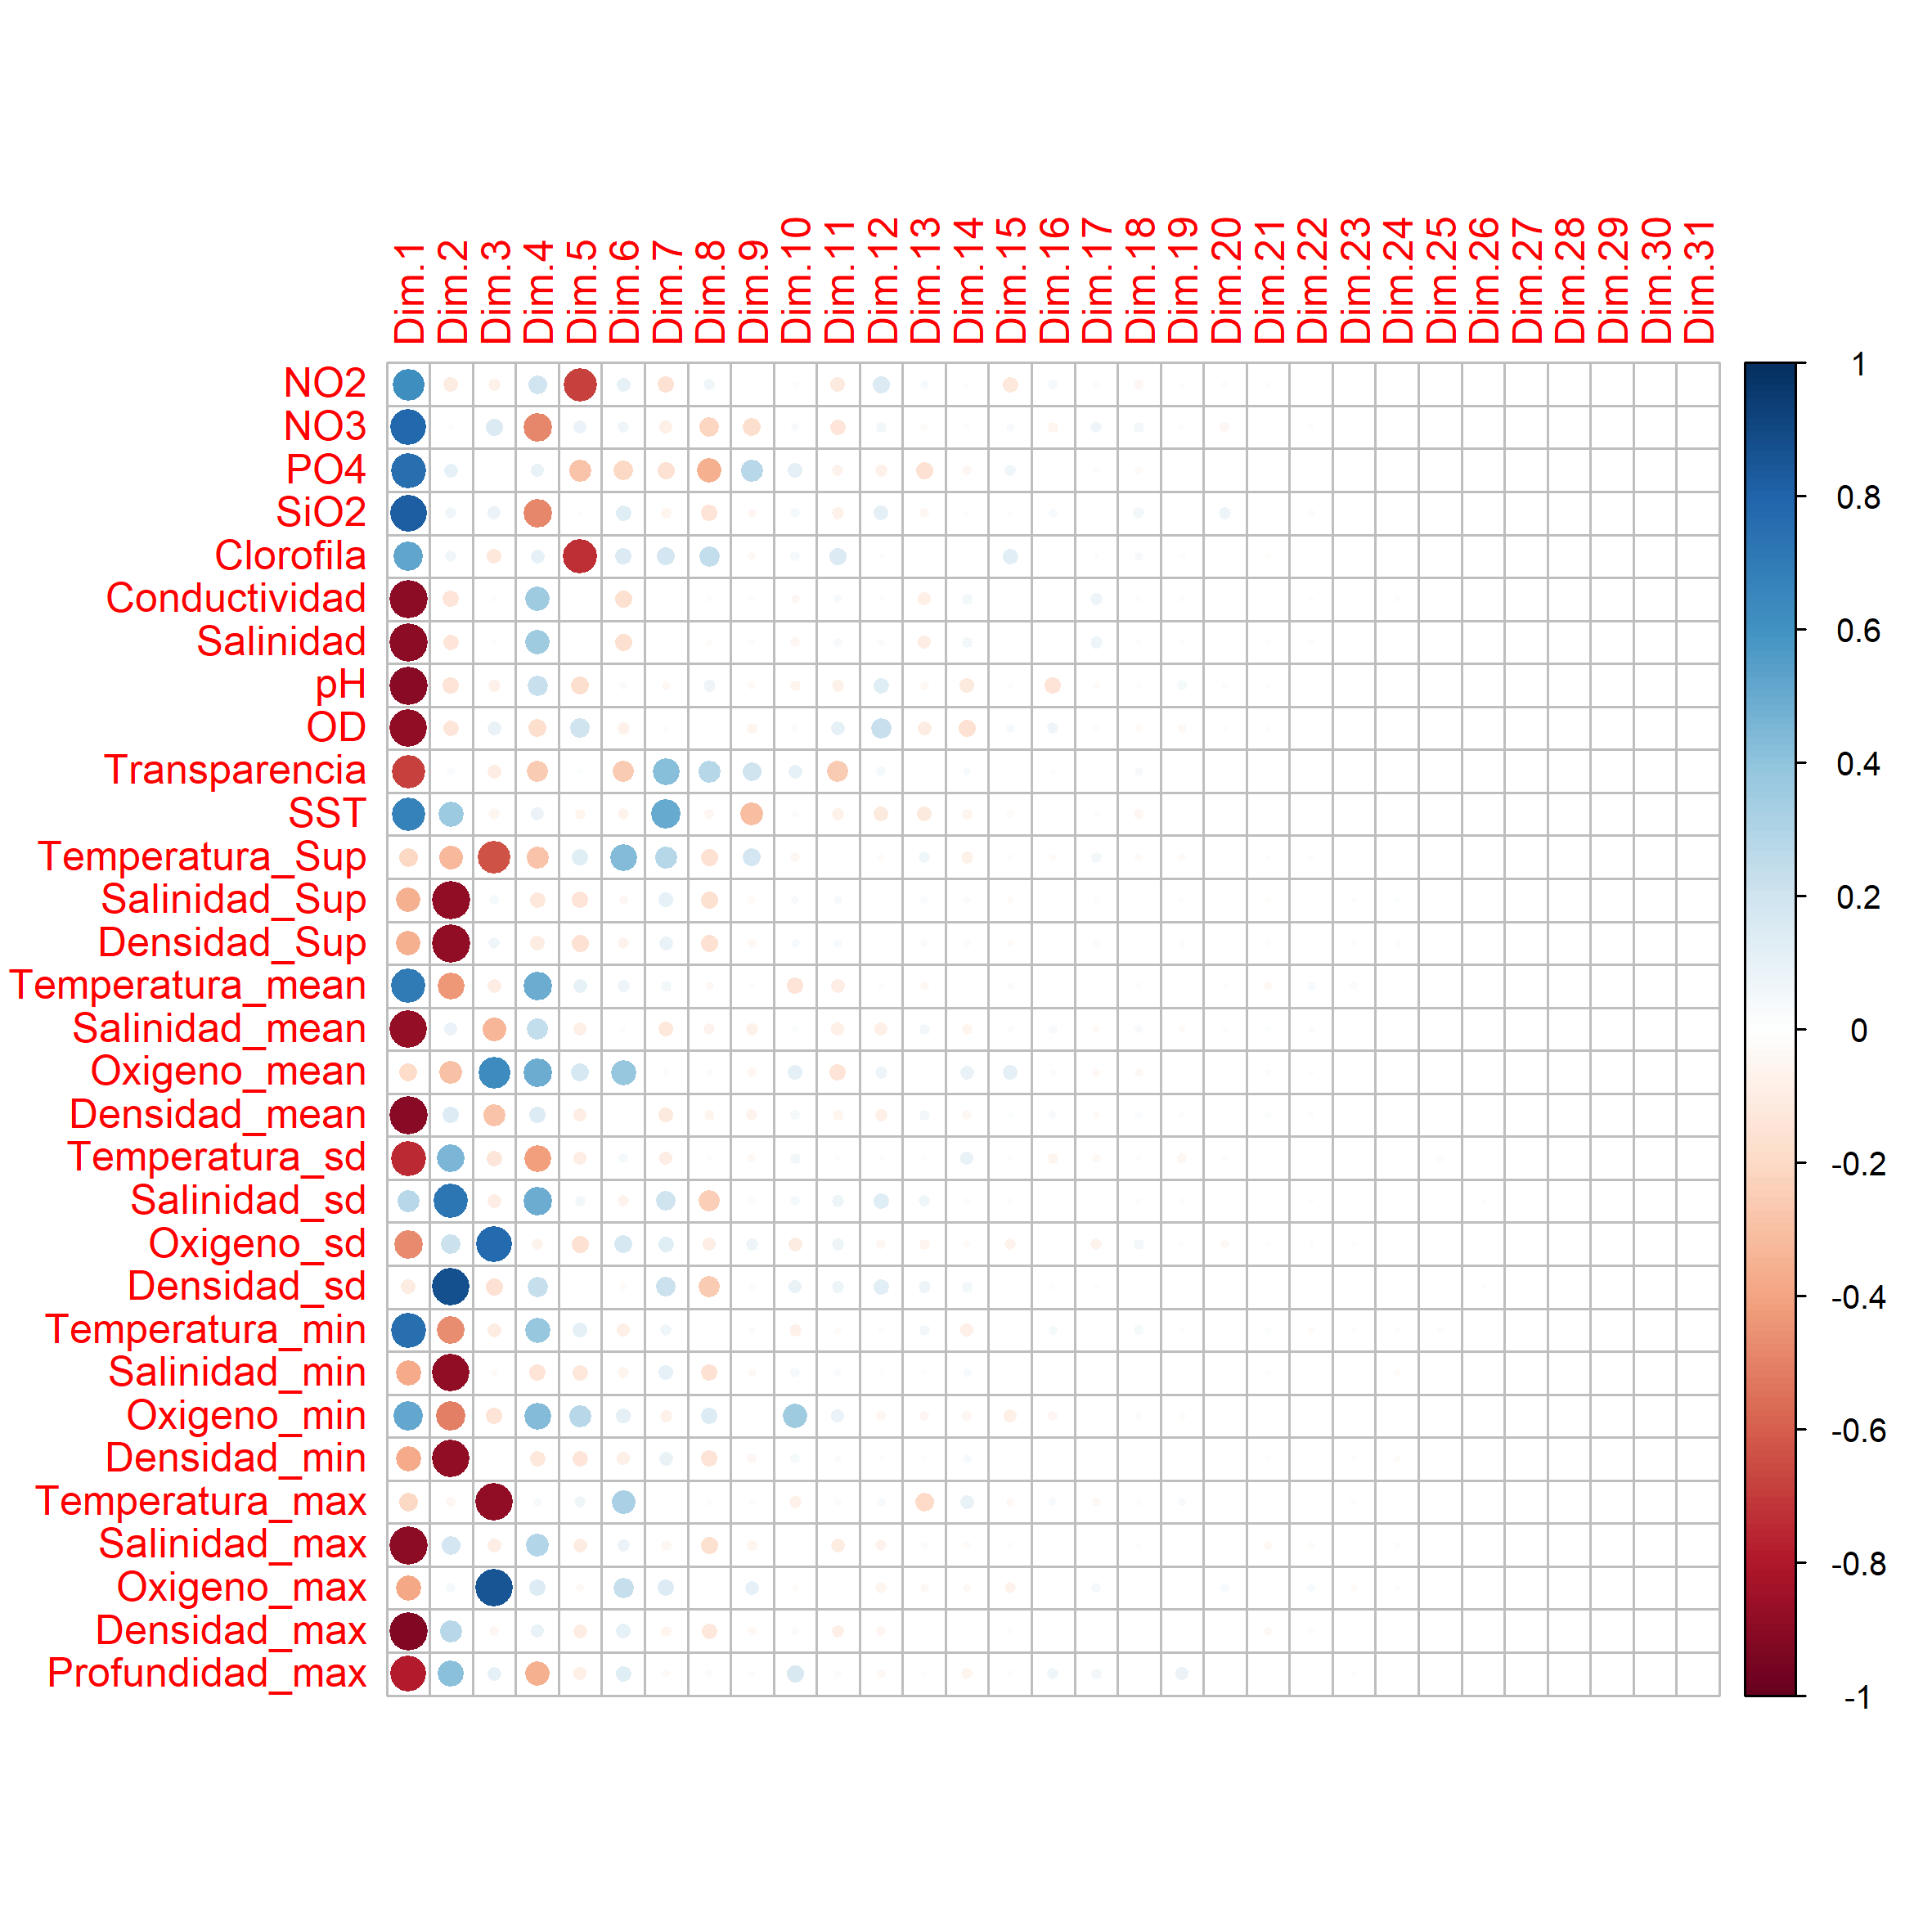 Dim.1
Dim.2
Dim.3
Dim.4
Dim.5
Dim.6
Dim.7
Dim.8
Dim.9
Dim.10
Dim.11
Dim.12
Dim.13
Dim.14
Dim.15
Dim.16
Dim.17
Dim.18
Dim.19
Dim.20
Dim.21
Dim.22
Dim.23
Dim.24
Dim.25
Dim.26
Dim.27
Dim.28
Dim.29
Dim.30
Dim.31
NO2
NO3
PO4
SiO2
Clorofila
Conductividad
Salinidad
pH
OD
Transparencia
SST
Temperatura_Sup
Salinidad_Sup
Densidad_Sup
Temperatura_mean
Salinidad_mean
Oxigeno_mean
Densidad_mean
Temperatura_sd
Salinidad_sd
Oxigeno_sd
Densidad_sd
Temperatura_min
Salinidad_min
Oxigeno_min
Densidad_min
Temperatura_max
Salinidad_max
Oxigeno_max
Densidad_max
Profundidad_max
1
0.8
0.6
0.4
0.2
0
-0.2
-0.4
-0.6
-0.8
-1